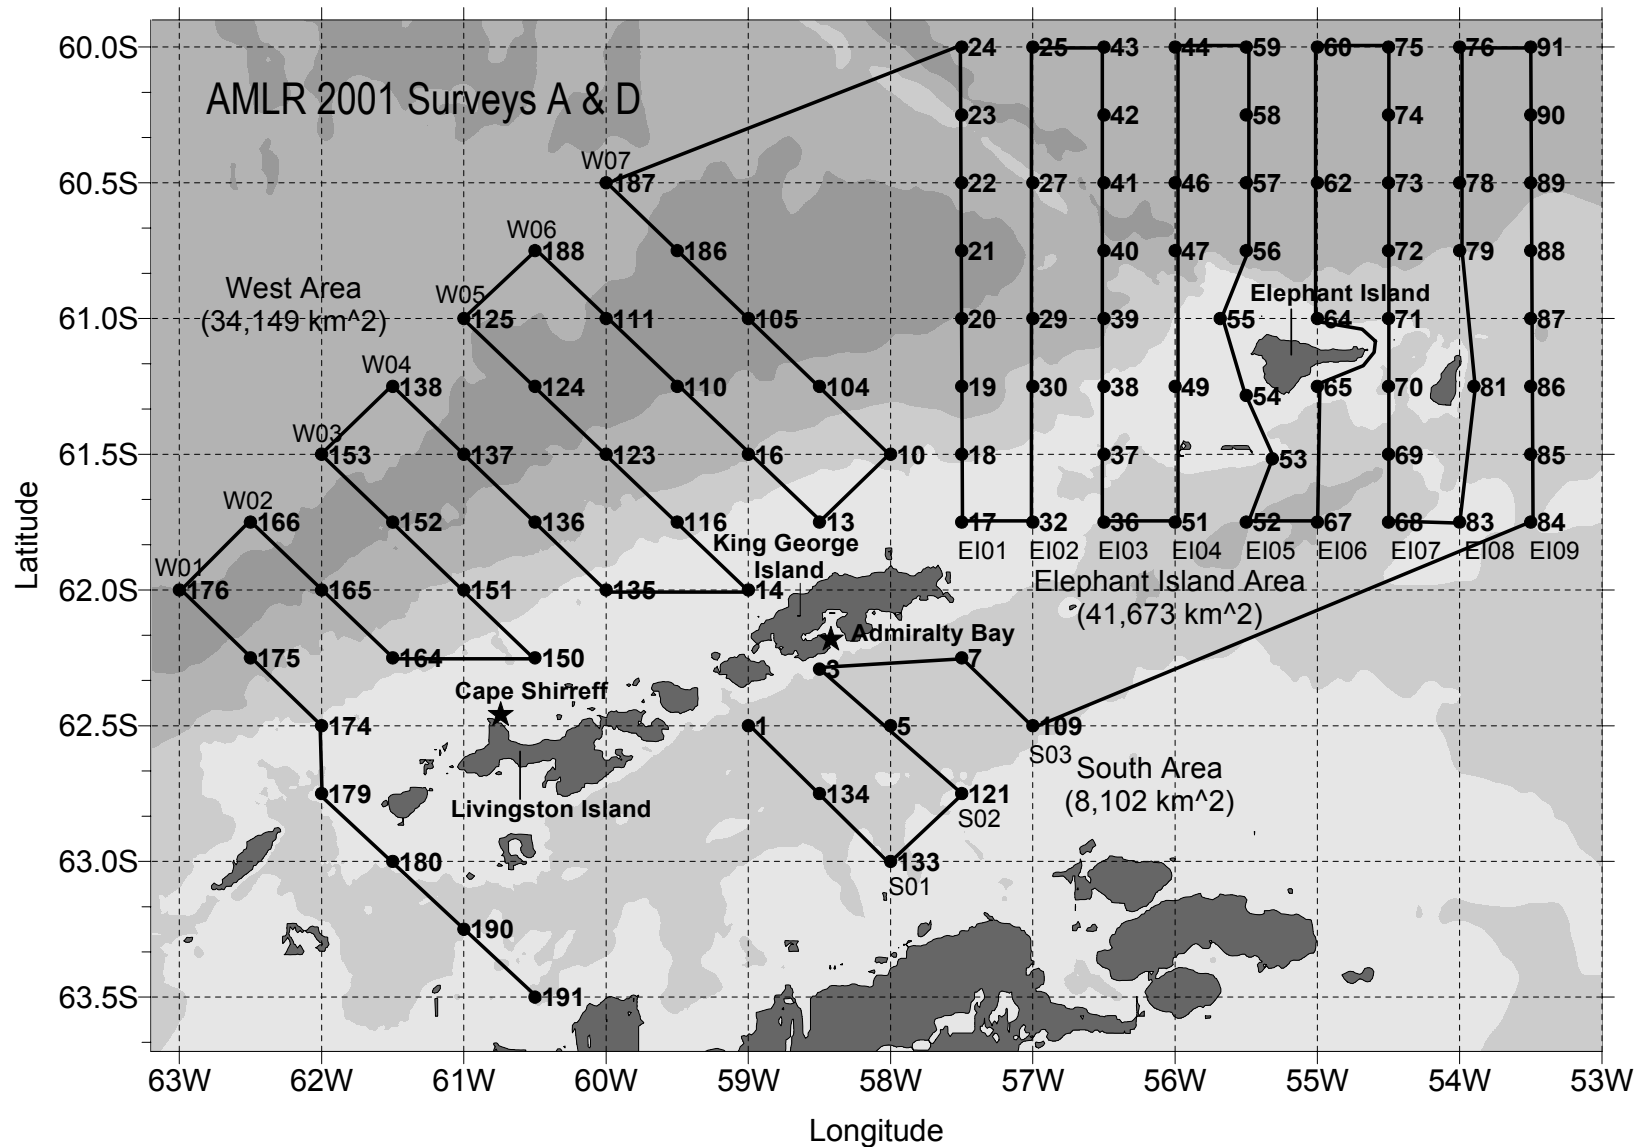 60.0S
24
25
43
44
59
60
75
76
91
AMLR 2001 Surveys A & D
23
42
58
74
90
W07
60.5S
187
22
27
41
46
57
62
73
78
89
W06
188
186
21
40
47
56
72
79
88
West Area
(34,149 km^2)
W05
Elephant Island
61.0S
125
111
105
20
29
39
55
64
71
87
W04
138
124
110
104
19
30
38
49
54
65
70
81
86
W03
61.5S
153
137
123
16
10
18
37
53
69
85
W02
166
152
136
116
13
17
32
36
51
52
67
68
83
84
King George
Island
EI01
EI02
EI03
EI04
EI05
EI06
EI07
EI08
EI09
Latitude
W01
62.0S
176
165
151
135
14
Elephant Island Area
(41,673 km^2)
Admiralty Bay
175
164
150
3
7
Cape Shirreff
62.5S
174
1
5
109
S03
South Area
(8,102 km^2)
179
Livingston Island
134
121
S02
63.0S
180
133
S01
190
63.5S
191
63W
62W
61W
60W
59W
58W
57W
56W
55W
54W
53W
Longitude